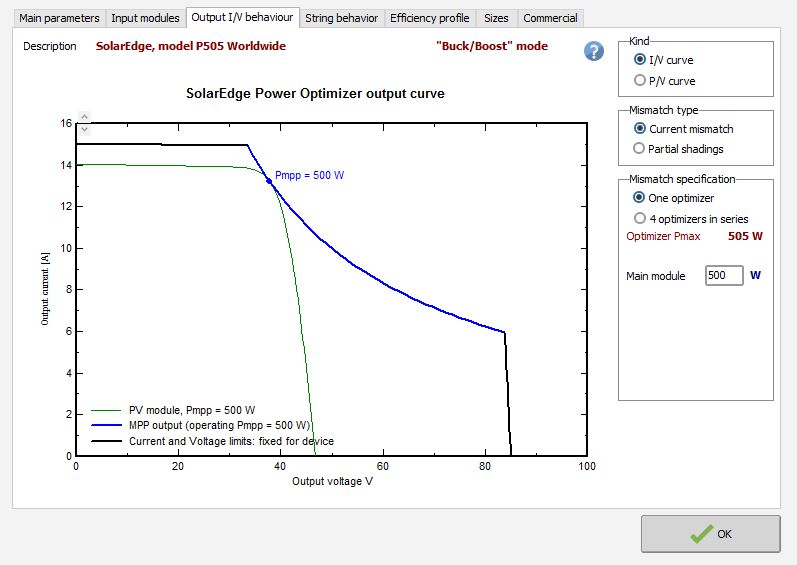 Main parameters Input modules Output I/V behaviour String behavior Efficiency profile Sizes Commercial
Description SolarEdge, model P505 Worldwide "Buck/Boost" mode ?
Kind
I/V curve
P/V curve
Mismatch type
Current mismatch
Partial shadings
Mismatch specification
One optimizer
4 optimizers in series
Optimizer Pmax 505 W
Main module 500 W
SolarEdge Power Optimizer output curve
16
14
12
10
8
6
4
2
0
Output current [A]
Pmpp = 500 W
PV module, Pmpp = 500 W
MPP output (operating Pmpp = 500 W)
Current and Voltage limits: fixed for device
0 20 40 60 80 100
Output voltage V
OK